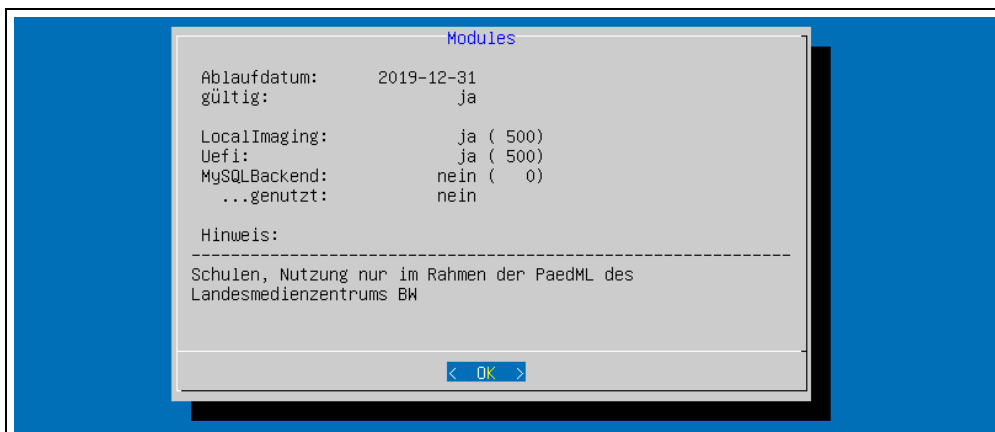 Modules
Ablaufdatum: 2019-12-31
gültig: ja
LocalImaging: ja ( 500)
Uefi: ja ( 500)
MySQLBackend: nein ( 0)
...genutzt: nein
Hinweis:
------------------------------------------------------------------
Schulen, Nutzung nur im Rahmen der PaedML des
Landesmedienzentrums BW
< OK >